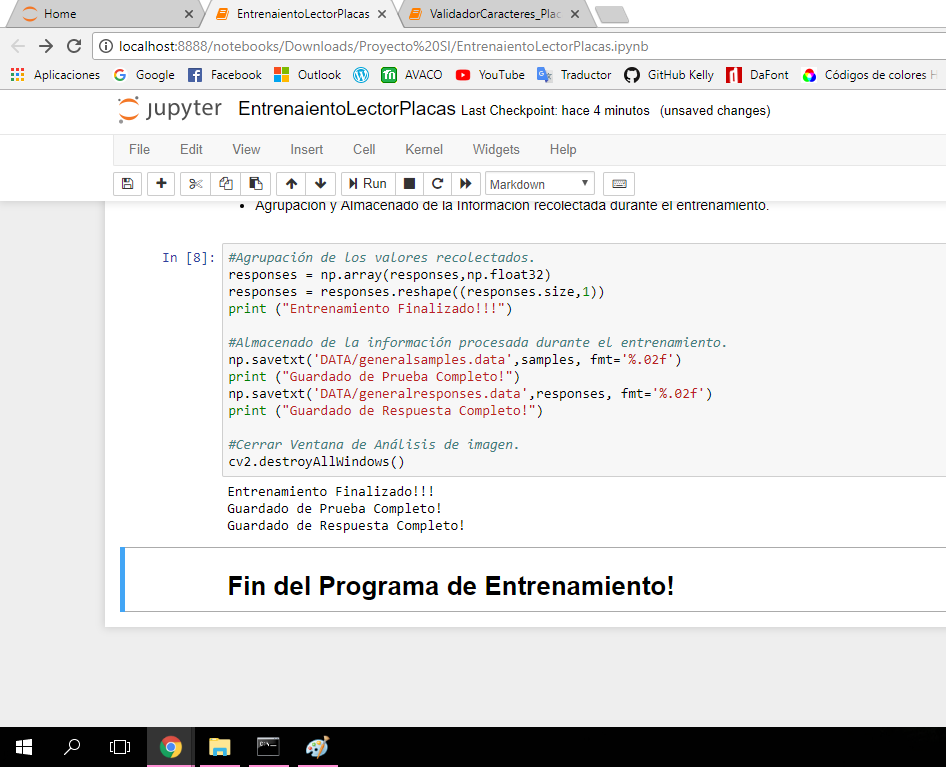 Home
EntrenaientoLectorPlacas
ValidadorCaracteres_Plac
localhost:8888/notebooks/Downloads/Proyecto%20SI/EntrenaientoLectorPlacas.ipynb
Aplicaciones Google Facebook Outlook AVACO YouTube Traductor GitHub Kelly DaFont Códigos de colores H
jupyter EntrenaientoLectorPlacas Last Checkpoint: hace 4 minutos (unsaved changes)
File Edit View Insert Cell Kernel Widgets Help
Run Markdown
• Agrupación y Almacenado de la Información recolectada durante el entrenamiento.
In [8]: #Agrupación de los valores recolectados.
responses = np.array(responses,np.float32)
responses = responses.reshape((responses.size,1))
print ("Entrenamiento Finalizado!!!")
#Almacenado de la información procesada durante el entrenamiento.
np.savetxt('DATA/generalsamples.data',samples, fmt='%.02f')
print ("Guardado de Prueba Completo!")
np.savetxt('DATA/generalresponses.data',responses, fmt='%.02f')
print ("Guardado de Respuesta Completo!")
#Cerrar Ventana de Análisis de imagen.
cv2.destroyAllWindows()
Entrenamiento Finalizado!!!
Guardado de Prueba Completo!
Guardado de Respuesta Completo!
Fin del Programa de Entrenamiento!